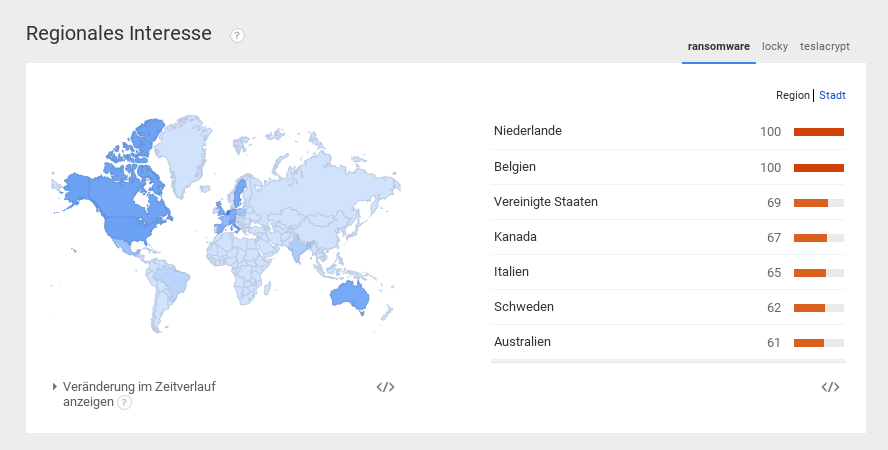 Regionales Interesse ?
ransomware locky teslacrypt
Region | Stadt
Niederlande 100
Belgien 100
Vereinigte Staaten 69
Kanada 67
Italien 65
Schweden 62
Australien 61
Veränderung im Zeitverlauf
anzeigen ?
</> </>